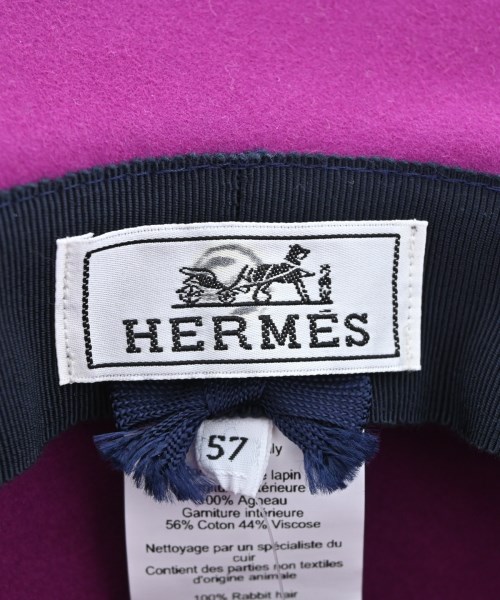 HERMÈS
57
lapin
100% Agneau
Garniture intérieure
56% Coton 44% Viscose
Nettoyage par un spécialiste du
cuir
Contient des parties non textiles
d'origine animale
100% Rabbit hair